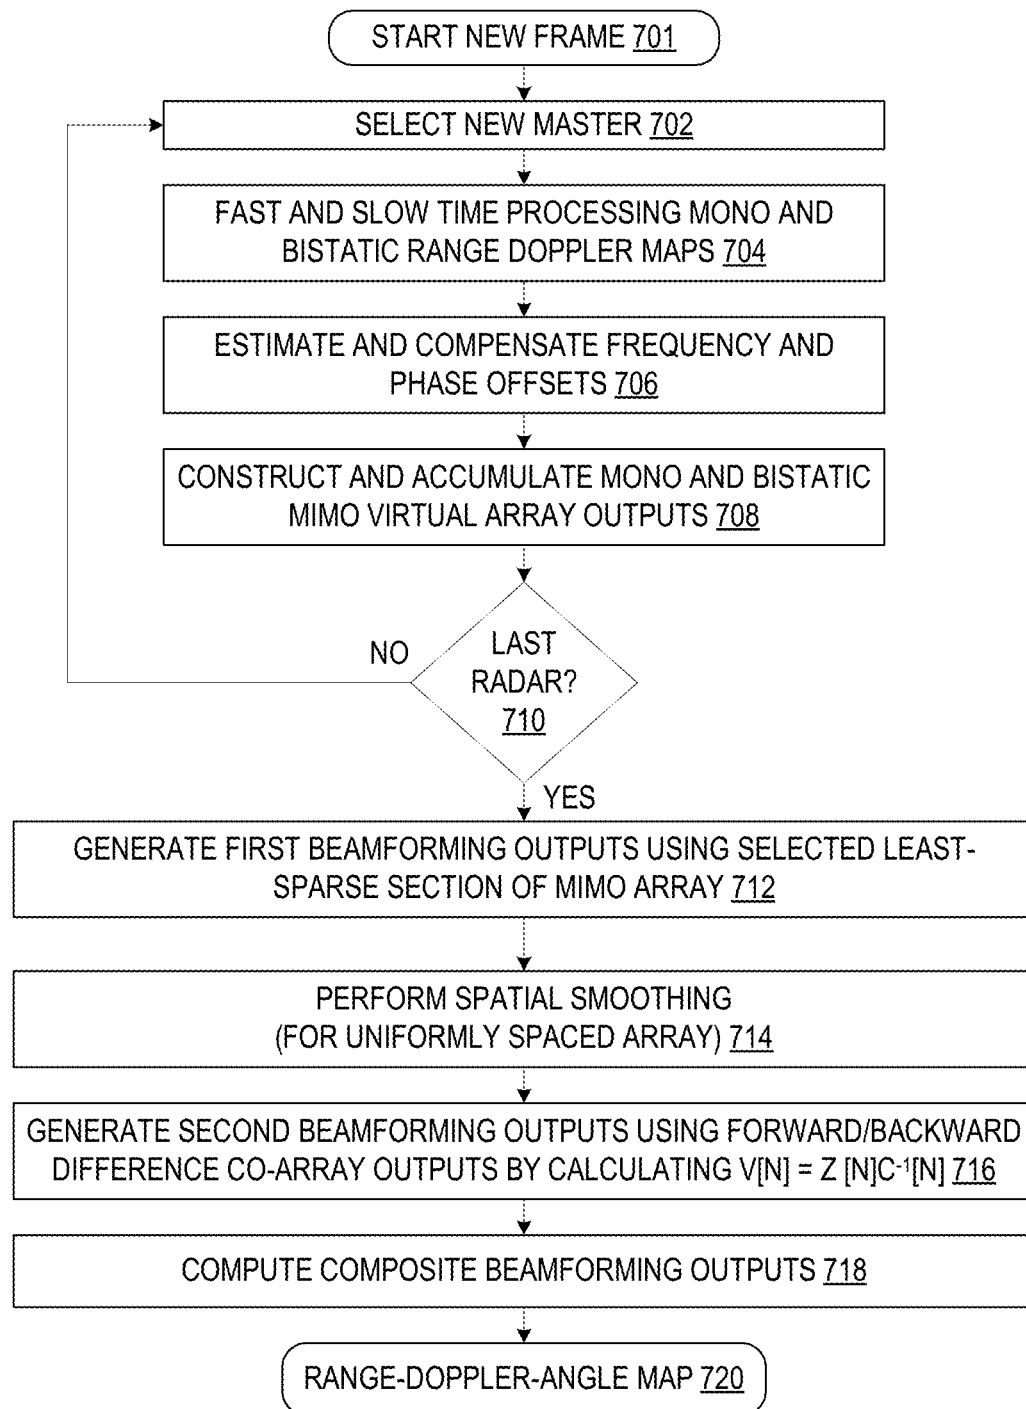 START NEW FRAME 701
SELECT NEW MASTER 702
FAST AND SLOW TIME PROCESSING MONO AND
BISTATIC RANGE DOPPLER MAPS 704
ESTIMATE AND COMPENSATE FREQUENCY AND
PHASE OFFSETS 706
CONSTRUCT AND ACCUMULATE MONO AND BISTATIC
MIMO VIRTUAL ARRAY OUTPUTS 708
NO
LAST
RADAR?
710
YES
GENERATE FIRST BEAMFORMING OUTPUTS USING SELECTED LEAST-
SPARSE SECTION OF MIMO ARRAY 712
PERFORM SPATIAL SMOOTHING
(FOR UNIFORMLY SPACED ARRAY) 714
GENERATE SECOND BEAMFORMING OUTPUTS USING FORWARD/BACKWARD
DIFFERENCE CO-ARRAY OUTPUTS BY CALCULATING V[N] = Z [N]C⁻¹[N] 716
COMPUTE COMPOSITE BEAMFORMING OUTPUTS 718
RANGE-DOPPLER-ANGLE MAP 720